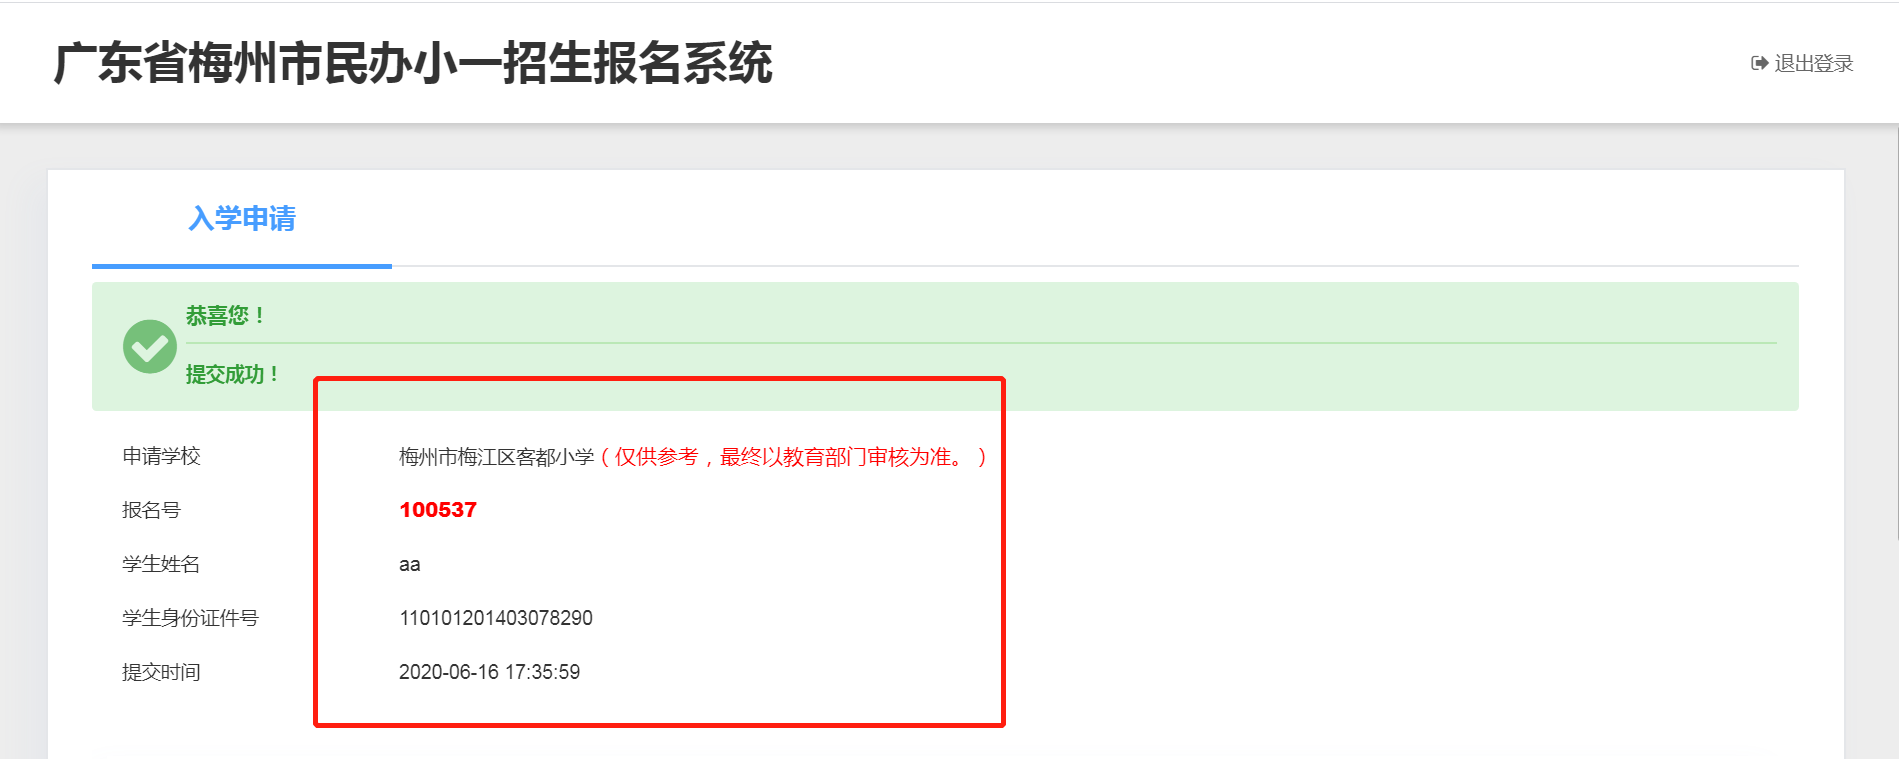 广东省梅州市民办小一招生报名系统
退出登录
入学申请
恭喜您！
提交成功！
申请学校 梅州市梅江区客都小学（仅供参考，最终以教育部门审核为准。）
报名号 100537
学生姓名 aa
学生身份证件号 110101201403078290
提交时间 2020-06-16 17:35:59